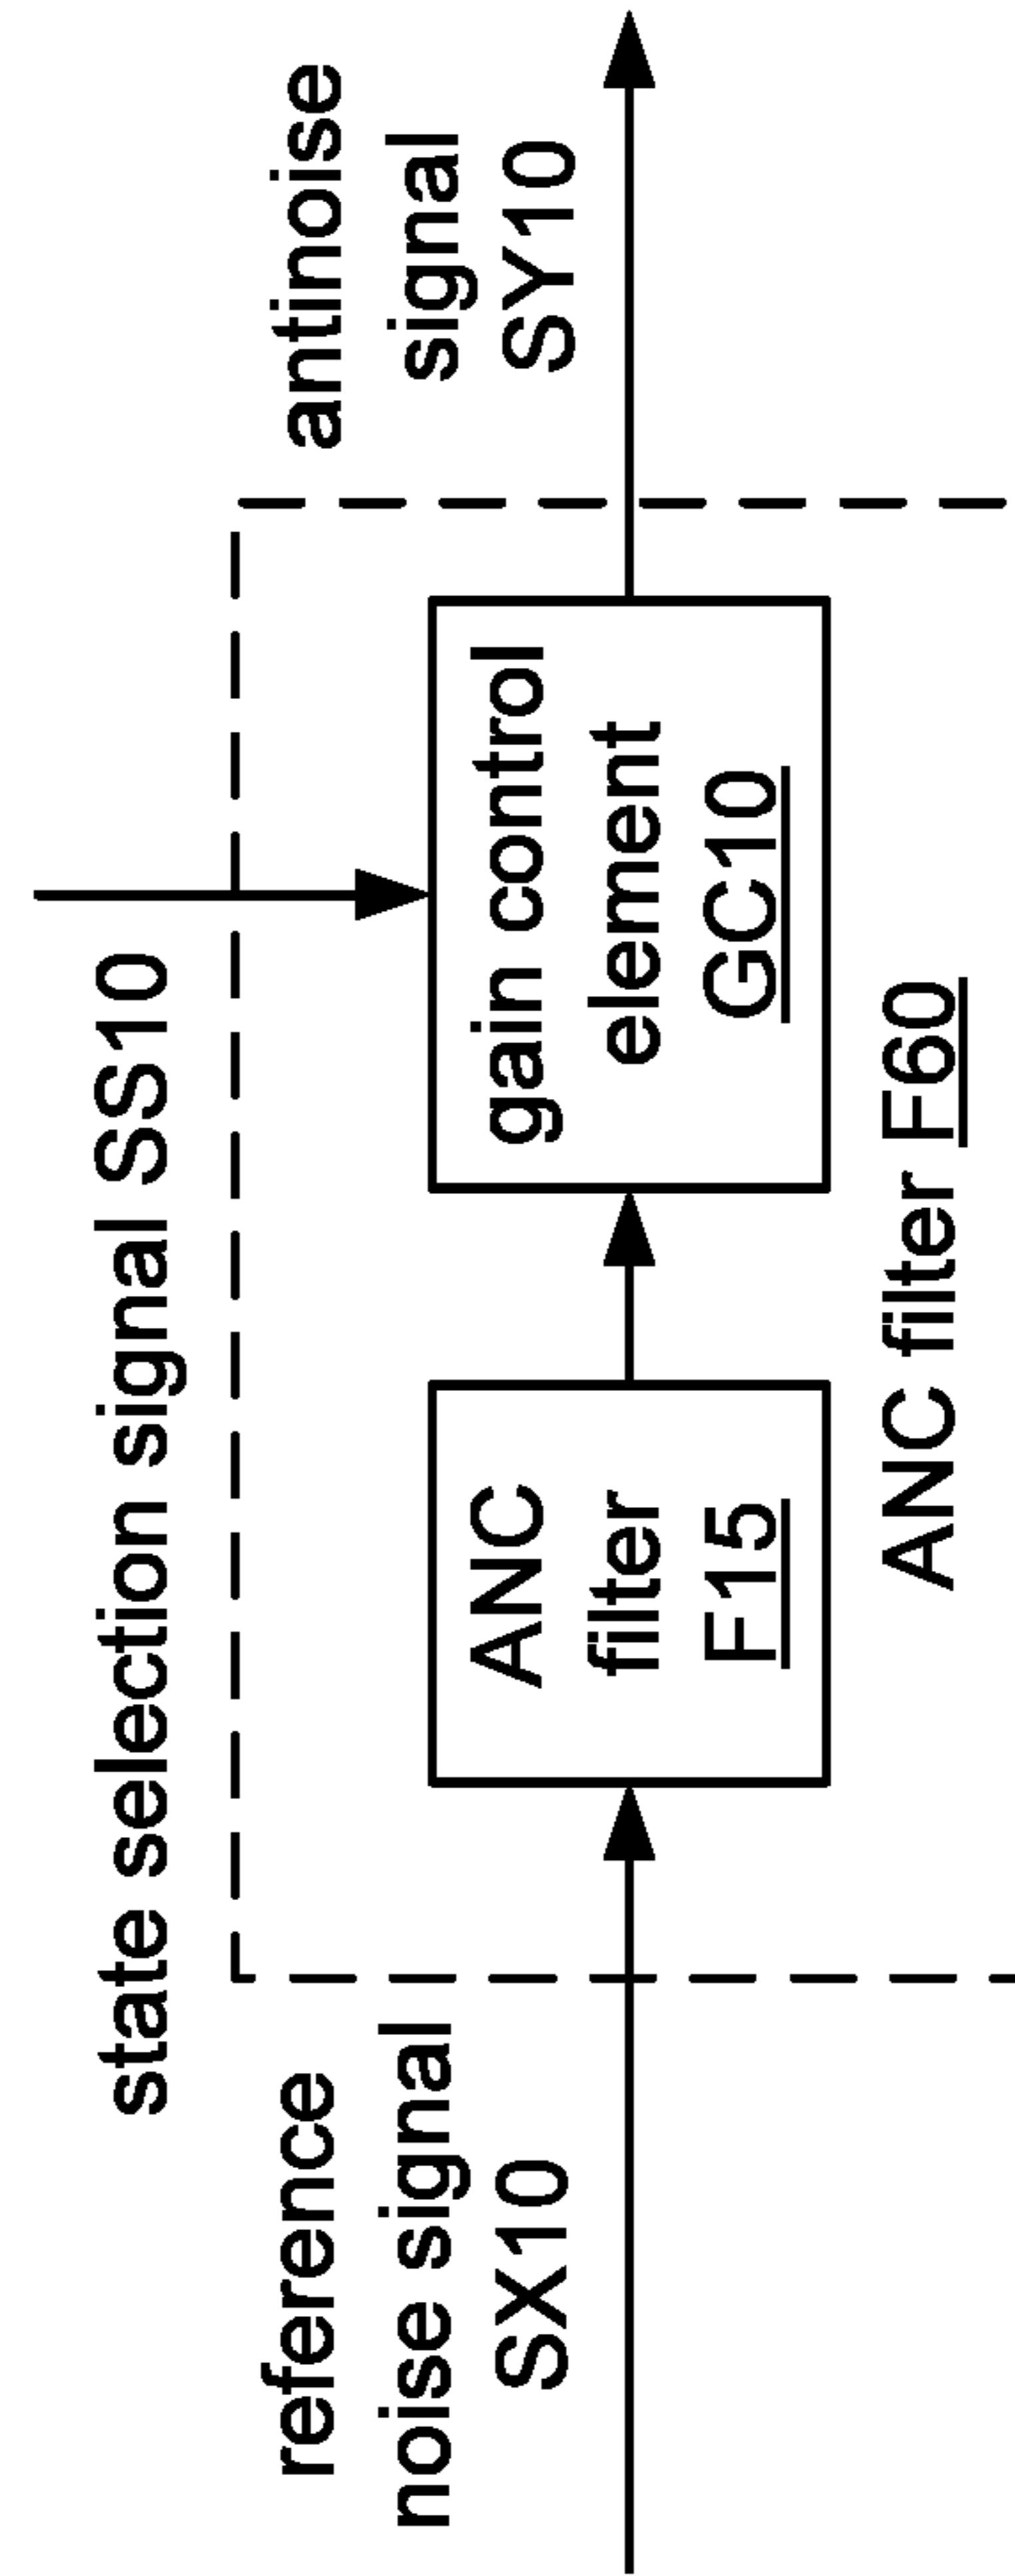 state selection signal SS10
reference
noise signal
SX10
ANC
filter
F15
gain control
element
GC10
antinoise
signal
SY10
ANC filter F60